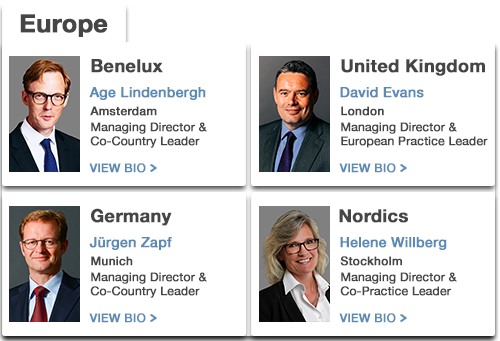 Europe
Benelux
Age Lindenbergh
Amsterdam
Managing Director &
Co-Country Leader
VIEW BIO >
United Kingdom
David Evans
London
Managing Director &
European Practice Leader
VIEW BIO >
Germany
Jürgen Zapf
Munich
Managing Director &
Co-Country Leader
VIEW BIO >
Nordics
Helene Willberg
Stockholm
Managing Director &
Co-Practice Leader
VIEW BIO >